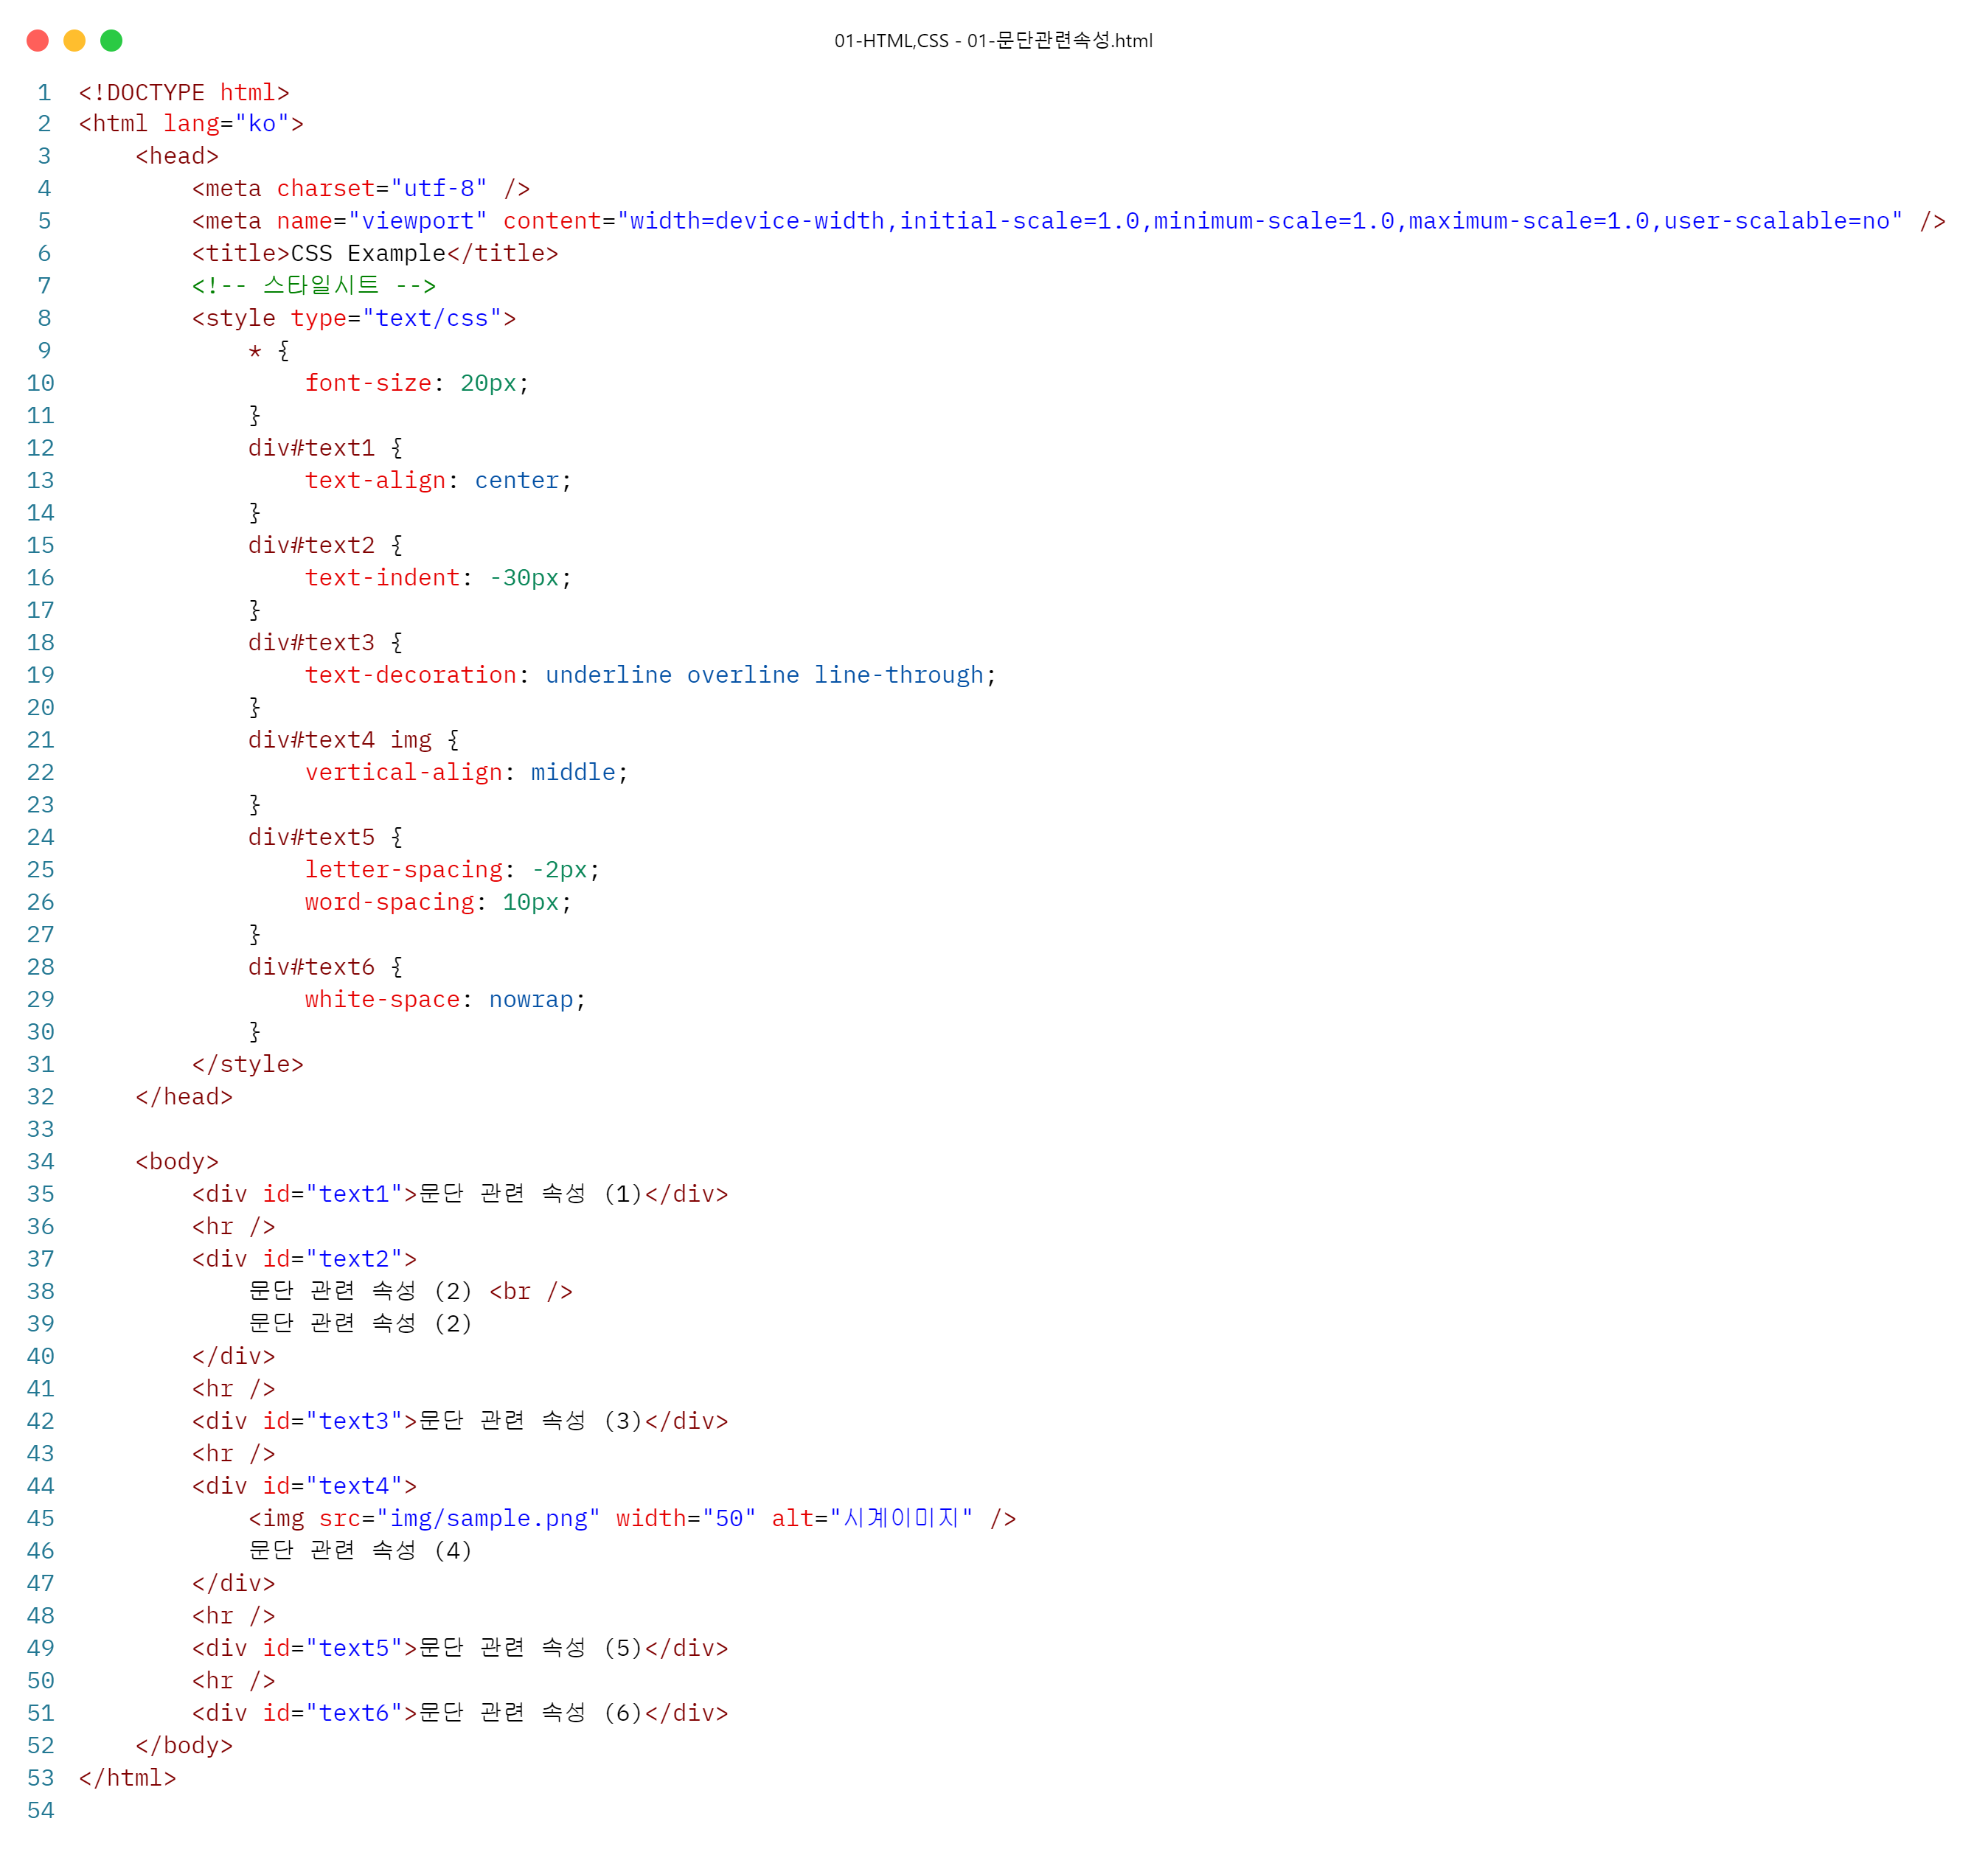 01-HTML,CSS - 01-문단관련속성.html
1 <!DOCTYPE html>
2 <html lang="ko">
3     <head>
4         <meta charset="utf-8" />
5         <meta name="viewport" content="width=device-width,initial-scale=1.0,minimum-scale=1.0,maximum-scale=1.0,user-scalable=no" />
6         <title>CSS Example</title>
7         <!-- 스타일시트 -->
8         <style type="text/css">
9             * {
10                 font-size: 20px;
11             }
12             div#text1 {
13                 text-align: center;
14             }
15             div#text2 {
16                 text-indent: -30px;
17             }
18             div#text3 {
19                 text-decoration: underline overline line-through;
20             }
21             div#text4 img {
22                 vertical-align: middle;
23             }
24             div#text5 {
25                 letter-spacing: -2px;
26                 word-spacing: 10px;
27             }
28             div#text6 {
29                 white-space: nowrap;
30             }
31         </style>
32     </head>
33
34     <body>
35         <div id="text1">문단 관련 속성 (1)</div>
36         <hr />
37         <div id="text2">
38             문단 관련 속성 (2) <br />
39             문단 관련 속성 (2)
40         </div>
41         <hr />
42         <div id="text3">문단 관련 속성 (3)</div>
43         <hr />
44         <div id="text4">
45             <img src="img/sample.png" width="50" alt="시계이미지" />
46             문단 관련 속성 (4)
47         </div>
48         <hr />
49         <div id="text5">문단 관련 속성 (5)</div>
50         <hr />
51         <div id="text6">문단 관련 속성 (6)</div>
52     </body>
53 </html>
54